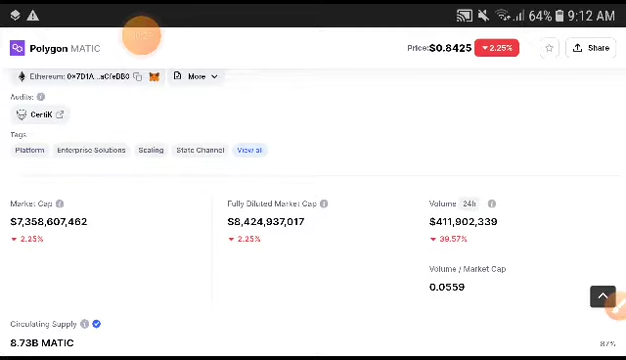 64% 9:12 AM
Polygon MATIC Price: $0.8425 2.25% Share
Ethereum: More
Audits:
CertiK
Tags
Platform Enterprise Solutions Scaling State Channel View all
Market Cap Fully Diluted Market Cap Volume 24h
$7,358,607,462 $8,424,937,017 $411,902,339
2.25% 2.25% 39.57%
Volume / Market Cap
0.0559
Circulating Supply
8.73B MATIC 87%